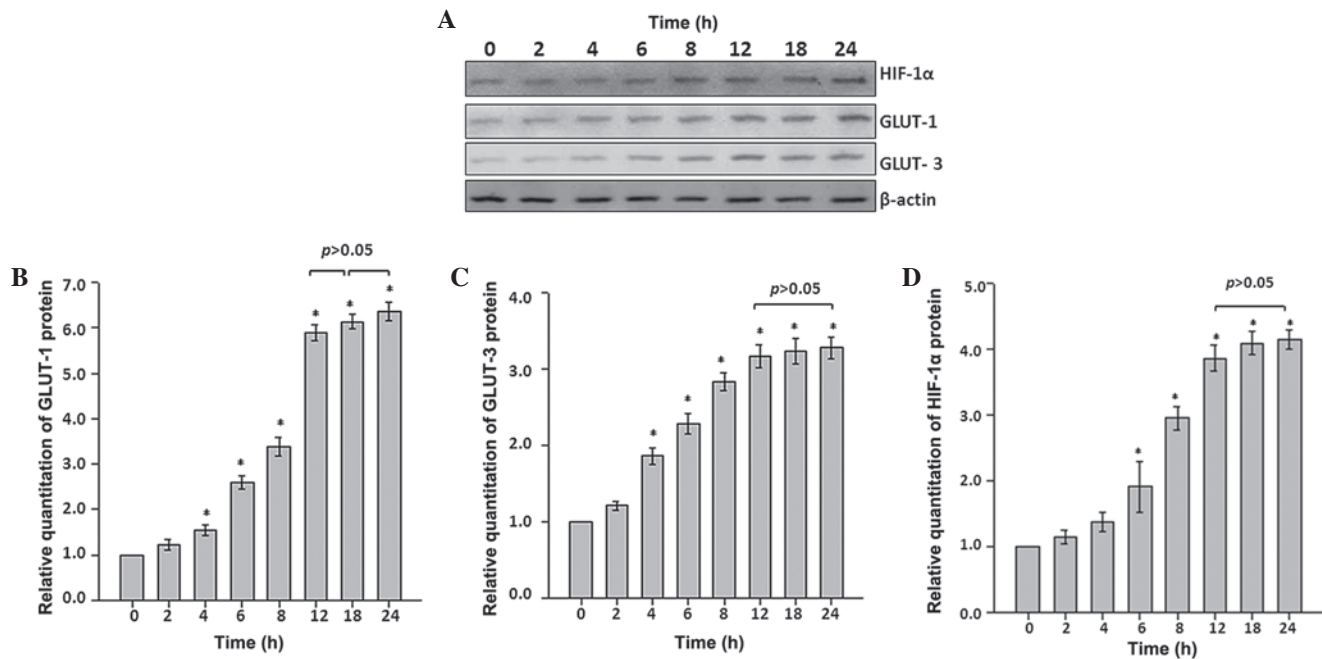 A
Time (h)
0 2 4 6 8 12 18 24
HIF-1α
GLUT-1
GLUT- 3
β-actin
B
p>0.05
Relative quantitation of GLUT-1 protein
7.0
6.0
5.0
4.0
3.0
2.0
1.0
0.0
* * * * * *
0 2 4 6 8 12 18 24
Time (h)
C
p>0.05
Relative quantitation of GLUT-3 protein
4.0
3.0
2.0
1.0
0.0
* * * * * *
0 2 4 6 8 12 18 24
Time (h)
D
p>0.05
Relative quantitation of HIF-1α protein
5.0
4.0
3.0
2.0
1.0
0.0
* * * * *
0 2 4 6 8 12 18 24
Time (h)